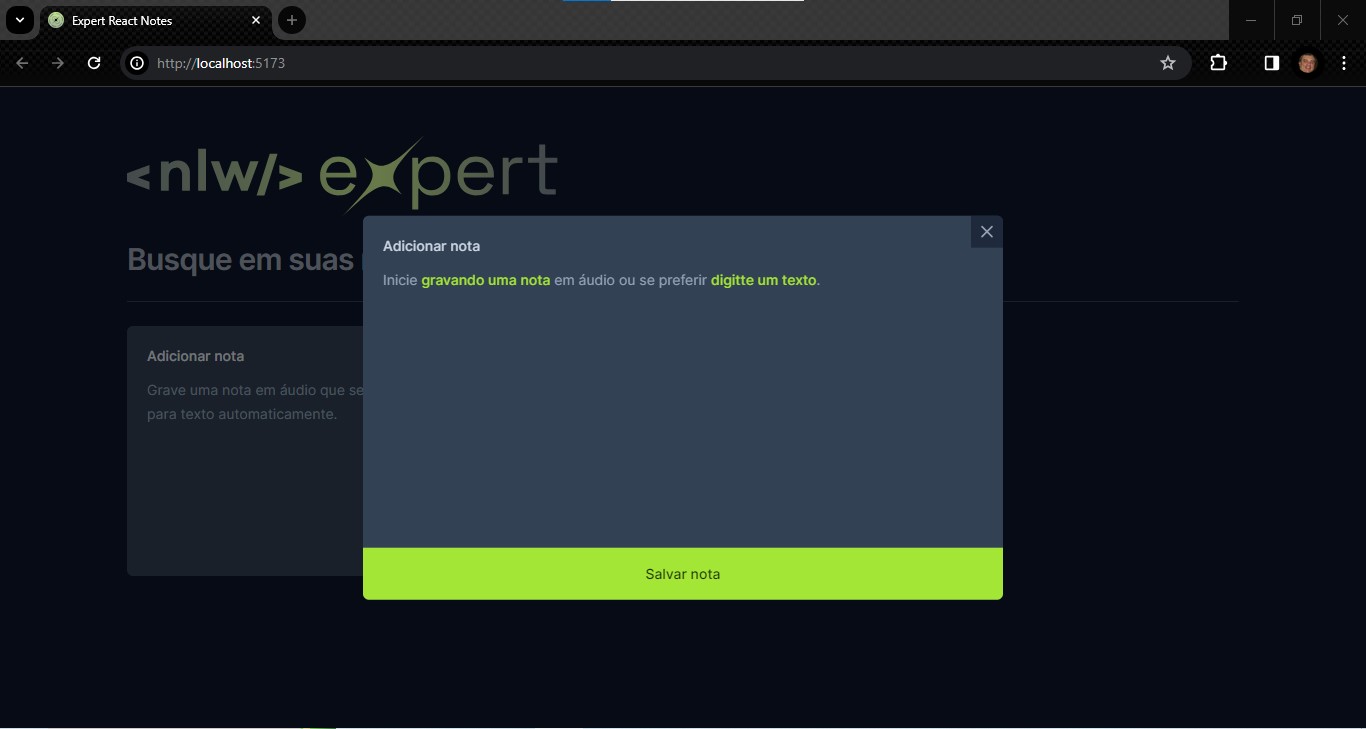 Expert React Notes
http://localhost:5173
<nlw/> expert
Busque em suas
Adicionar nota
Grave uma nota em áudio que se
para texto automaticamente.
Adicionar nota
Inicie gravando uma nota em áudio ou se preferir digitte um texto.
Salvar nota